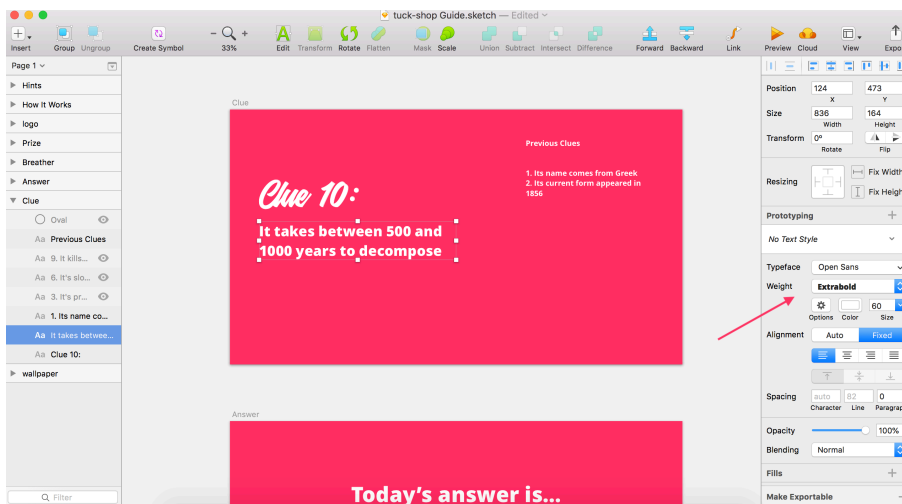 tuck-shop Guide.sketch — Edited
Insert Group Ungroup Create Symbol 33% Edit Transform Rotate Flatten Mask Scale Union Subtract Intersect Difference Forward Backward Link Preview Cloud View
Page 1
Hints
How It Works
logo
Prize
Breather
Answer
Clue
Oval
Previous Clues
9. It kills...
6. It's slo...
3. It's pr...
1. Its name co...
It takes betwee...
Clue 10:
wallpaper
Filter
Clue
Previous Clues
1. Its name comes from Greek
2. Its current form appeared in
1856
Clue 10:
It takes between 500 and
1000 years to decompose
Answer
Today's answer is...
Position 124 473
X Y
Size 836 164
Width Height
Transform 0°
Rotate Flip
Resizing
Fix Width
Fix Heigh
Prototyping
No Text Style
Typeface Open Sans
Weight Extrabold
60
Options Color Size
Alignment Auto Fixed
Spacing auto 82 0
Character Line Paragrap
Opacity 100%
Blending Normal
Fills
Make Exportable